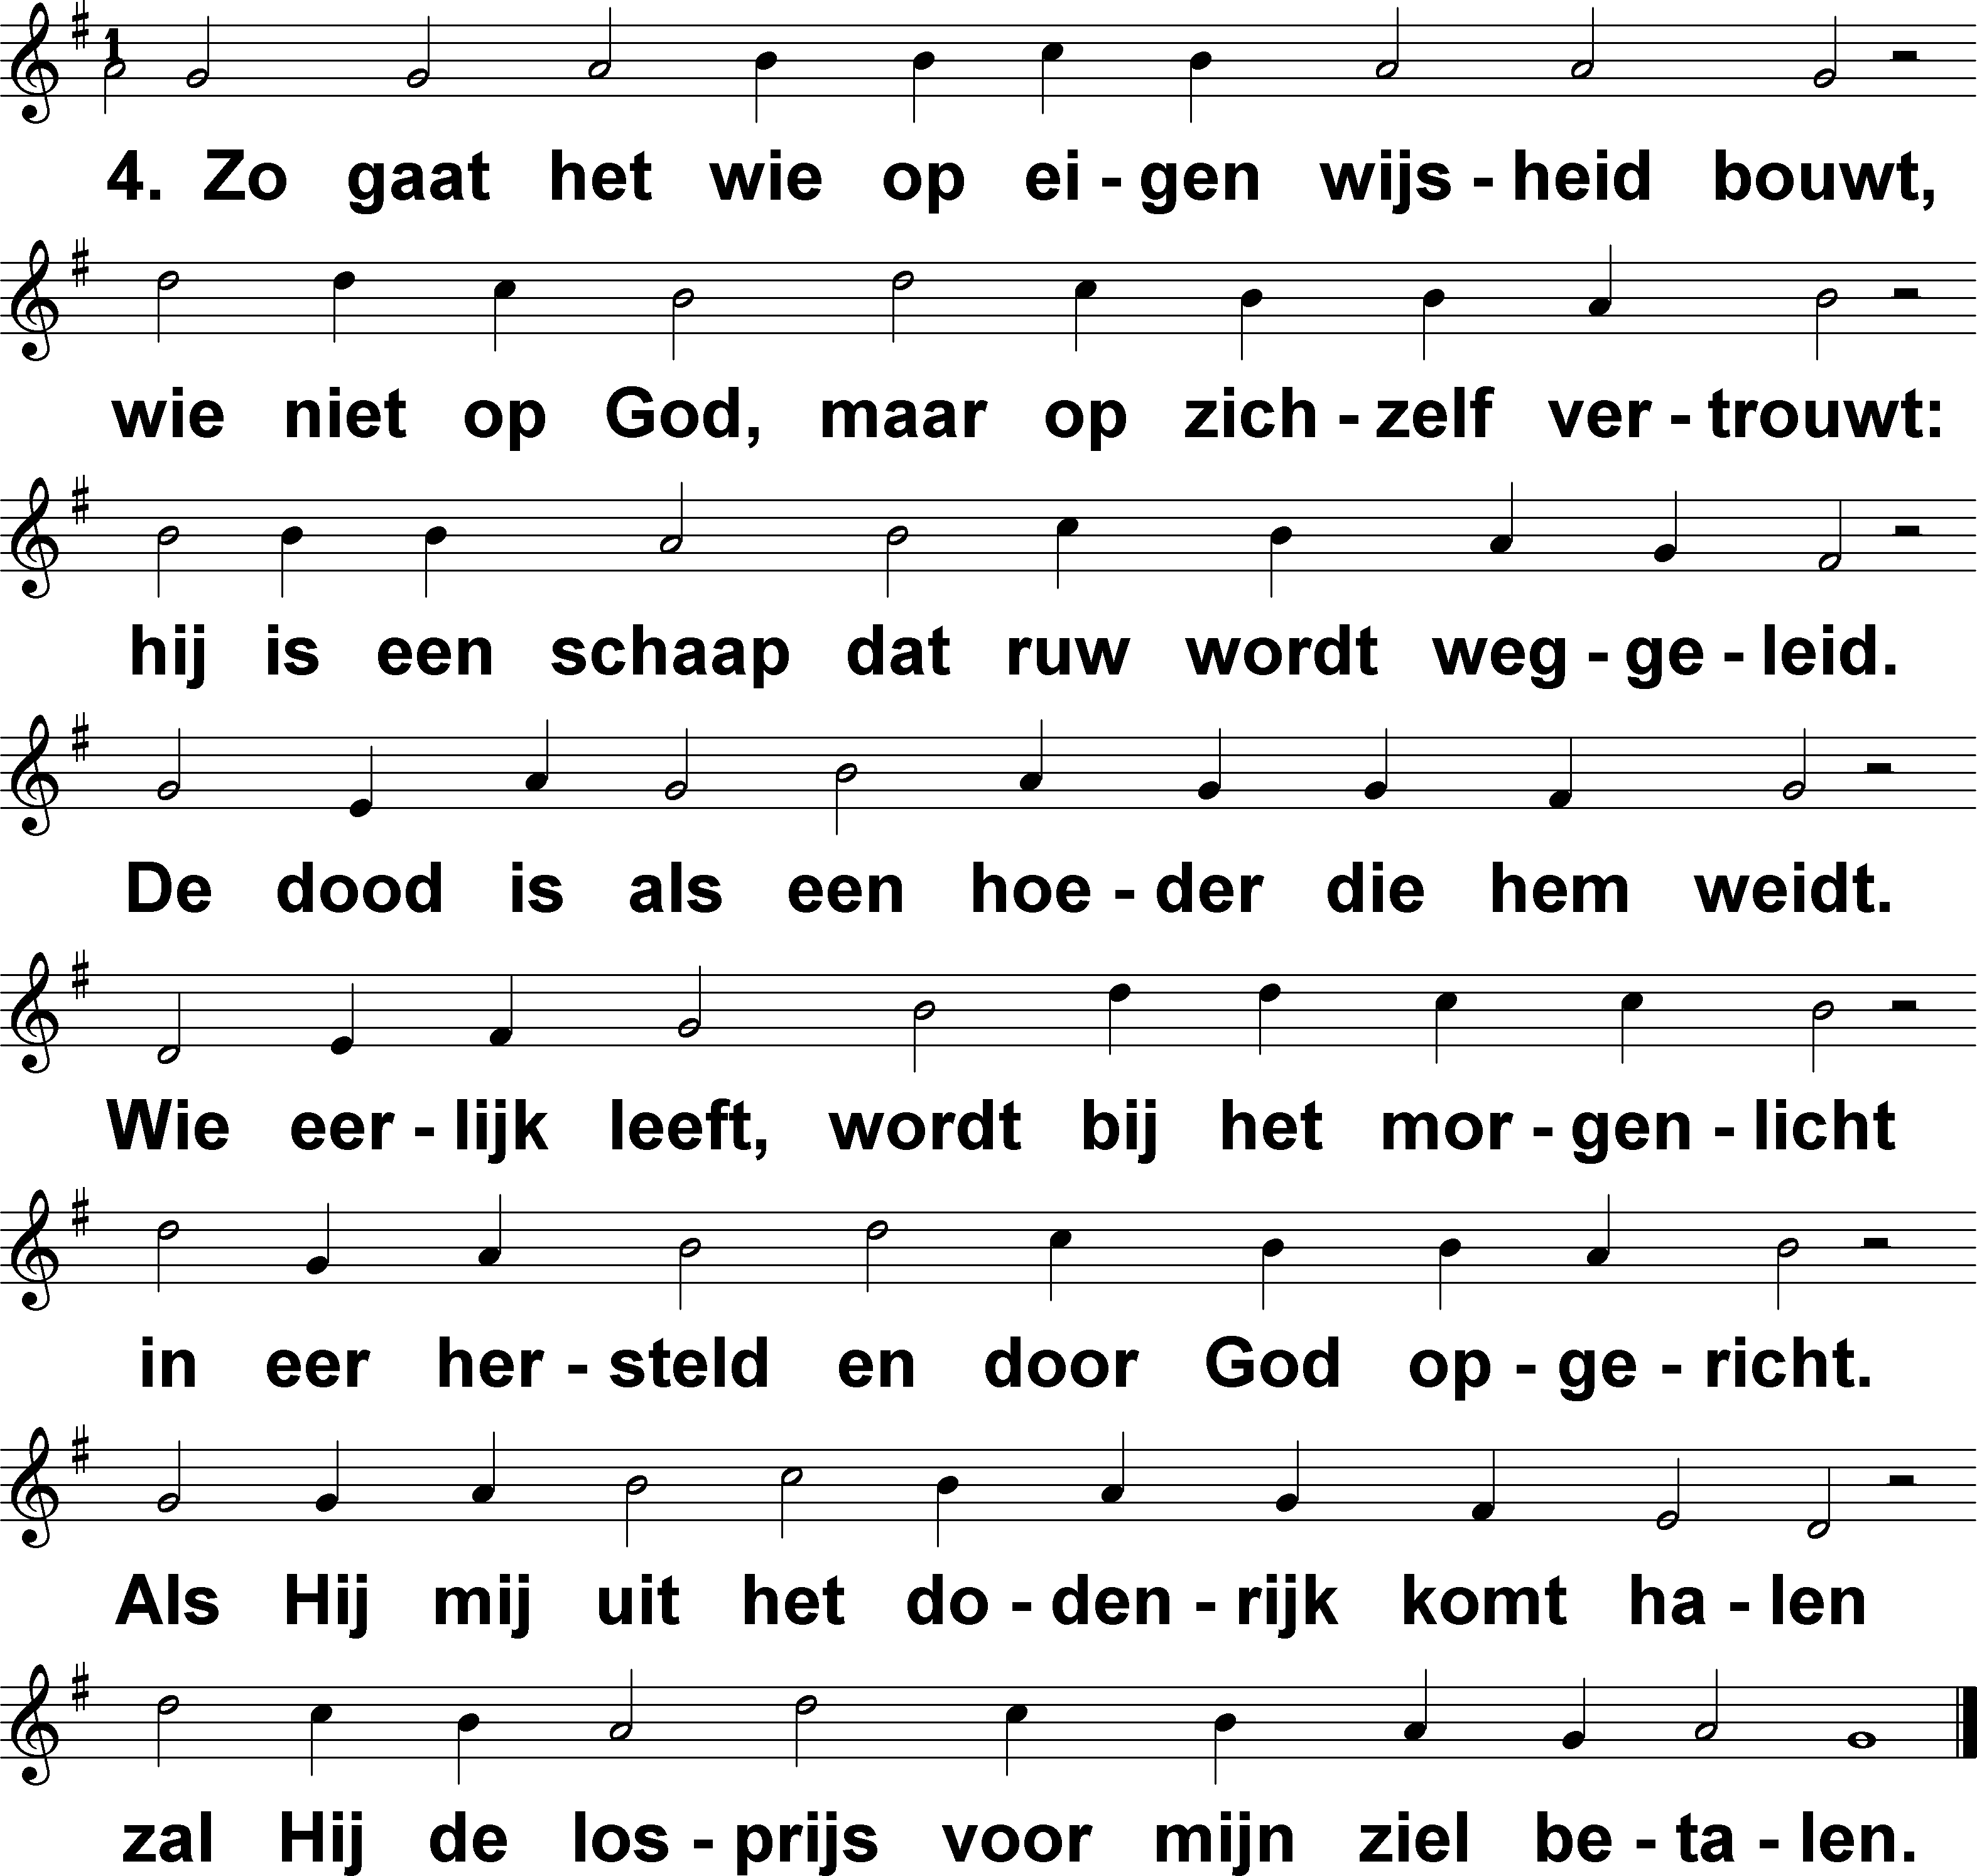 4. Zo gaat het wie op ei - gen wijs - heid bouwt,
wie niet op God, maar op zich - zelf ver - trouwt:
hij is een schaap dat ruw wordt weg - ge - leid.
De dood is als een hoe - der die hem weidt.
Wie eer - lijk leeft, wordt bij het mor - gen - licht
in eer her - steld en door God op - ge - richt.
Als Hij mij uit het do - den - rijk komt ha - len
zal Hij de los - prijs voor mijn ziel be - ta - len.